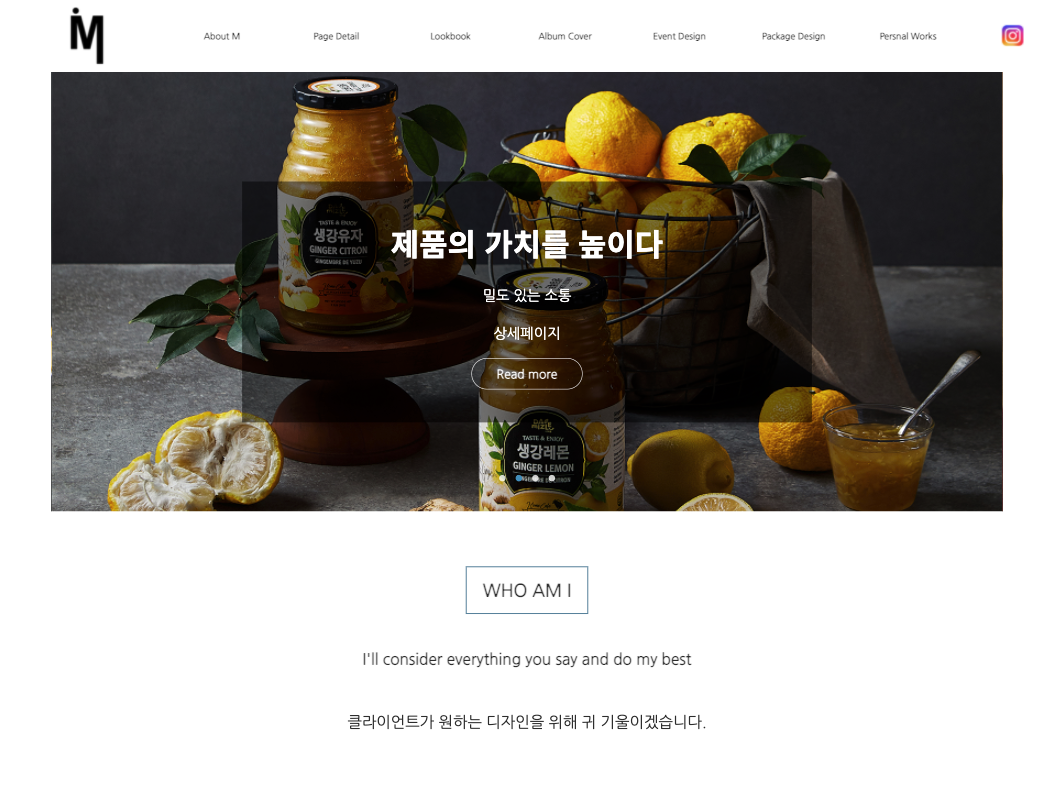 M
About M
Page Detail
Lookbook
Album Cover
Event Design
Package Design
Persnal Works
TASTE & ENJOY
생강유자
GINGER CITRON
GINGEMBRE DE YUZU
제품의 가치를 높이다
밀도 있는 소통
상세페이지
Read more
TASTE & ENJOY
생강레몬
GINGER LEMON
WHO AM I
I'll consider everything you say and do my best
클라이언트가 원하는 디자인을 위해 귀 기울이겠습니다.